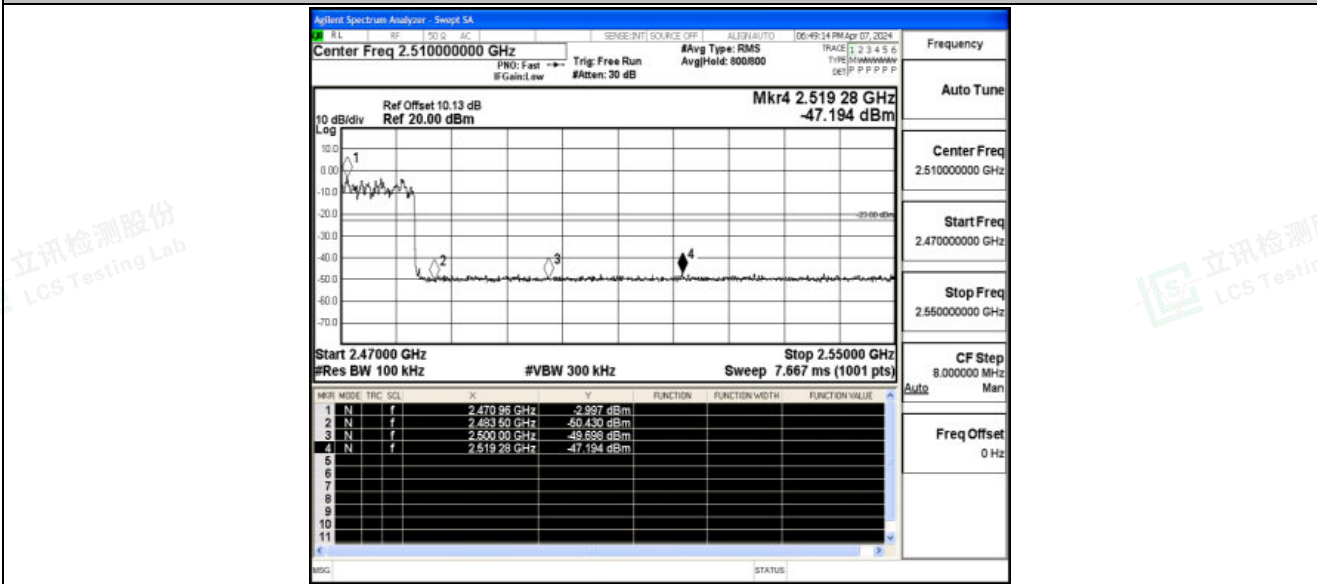 Agilent Spectrum Analyzer - Swept SA
RL RF 50 Ω AC SENSE:INT SOURCE OFF ALIGN AUTO 06:49:14 PM Apr 07, 2024
Center Freq 2.510000000 GHz
PNO: Fast
IFGain:Low
Trig: Free Run
#Atten: 30 dB
#Avg Type: RMS
Avg|Hold: 800/800
TRACE 1 2 3 4 5 6
TYPE M WWWWW
DET P P P P P P
Frequency
Auto Tune
Center Freq
2.510000000 GHz
Start Freq
2.470000000 GHz
Stop Freq
2.550000000 GHz
CF Step
8.000000 MHz
Auto Man
Freq Offset
0 Hz
Mkr4 2.519 28 GHz
-47.194 dBm
Ref Offset 10.13 dB
10 dB/div Ref 20.00 dBm
Log
10.0
0.00
-10.0
-20.0
-30.0
-40.0
-50.0
-60.0
-70.0
1
2
3
4
Start 2.47000 GHz Stop 2.55000 GHz
#Res BW 100 kHz #VBW 300 kHz Sweep 7.667 ms (1001 pts)
MKR MODE TRC SCL X Y FUNCTION FUNCTION WIDTH FUNCTION VALUE
1 N f 2.470 96 GHz -2.997 dBm
2 N f 2.483 50 GHz -50.430 dBm
3 N f 2.500 00 GHz -49.698 dBm
4 N f 2.519 28 GHz -47.194 dBm
5
6
7
8
9
10
11
MSG STATUS
立讯检测股份
LCS Testing Lab
立讯检测
LCS Testin